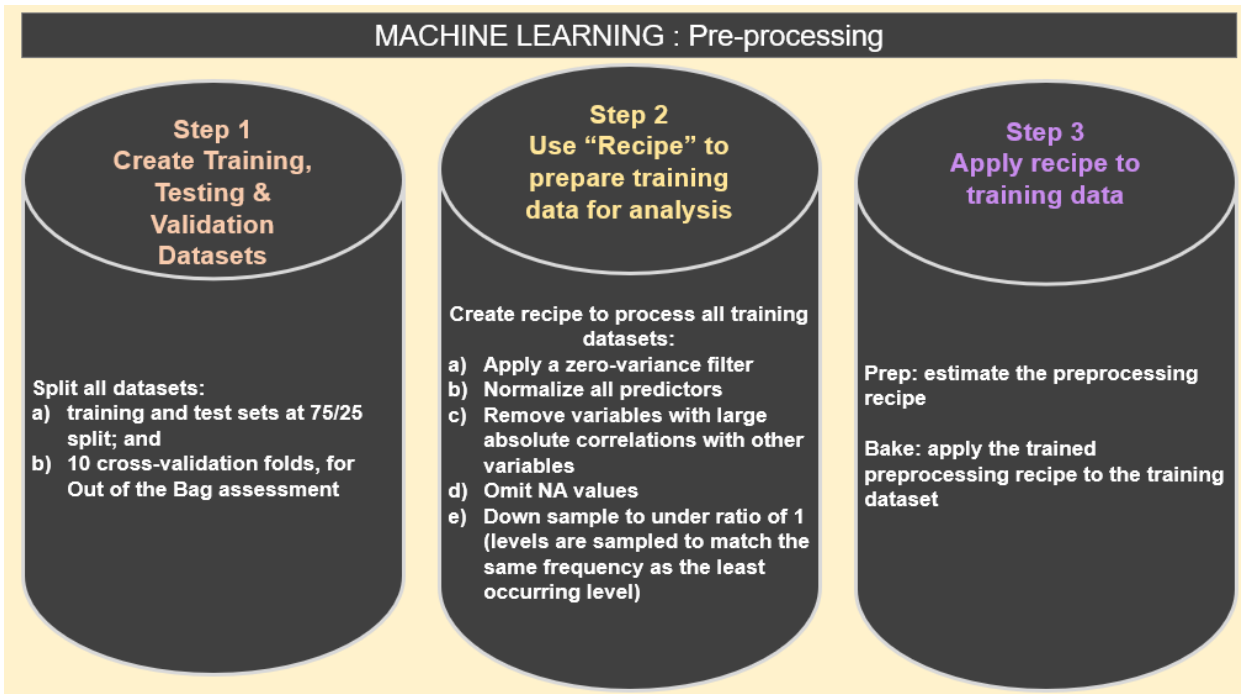 MACHINE LEARNING : Pre-processing
Step 1
Create Training,
Testing &
Validation
Datasets
Split all datasets:
a) training and test sets at 75/25
split; and
b) 10 cross-validation folds, for
Out of the Bag assessment
Step 2
Use “Recipe” to
prepare training
data for analysis
Create recipe to process all training
datasets:
a) Apply a zero-variance filter
b) Normalize all predictors
c) Remove variables with large
absolute correlations with other
variables
d) Omit NA values
e) Down sample to under ratio of 1
(levels are sampled to match the
same frequency as the least
occurring level)
Step 3
Apply recipe to
training data
Prep: estimate the preprocessing
recipe
Bake: apply the trained
preprocessing recipe to the training
dataset